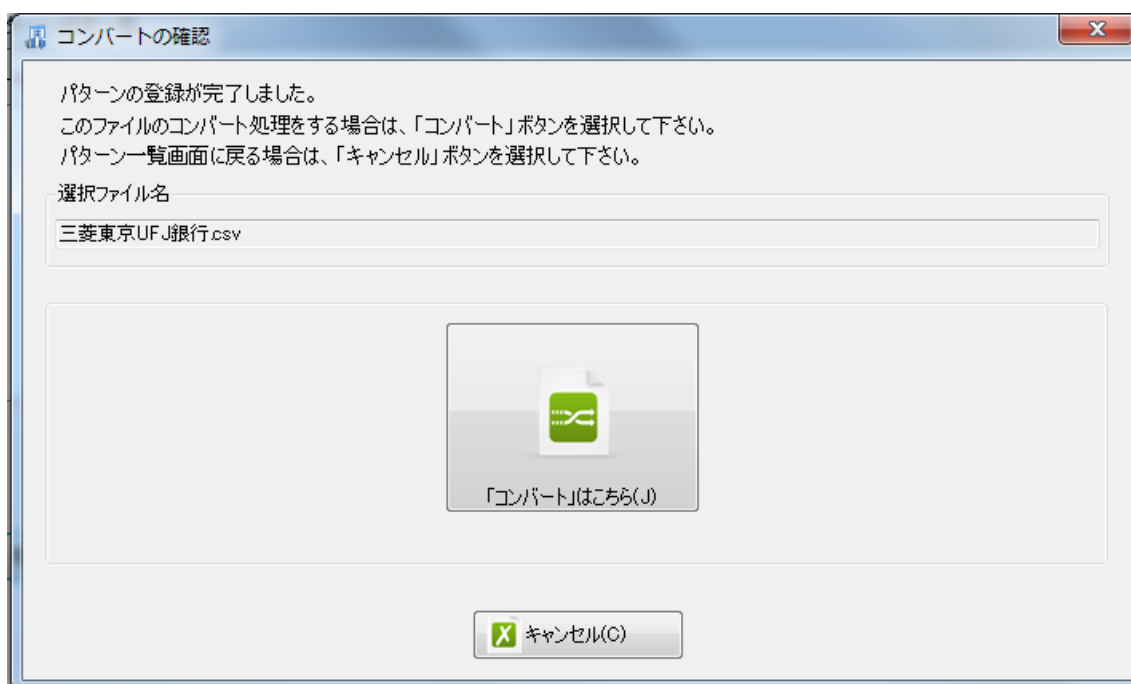 コンバートの確認
パターンの登録が完了しました。
このファイルのコンバート処理をする場合は、「コンバート」ボタンを選択して下さい。
パターン一覧画面に戻る場合は、「キャンセル」ボタンを選択して下さい。
選択ファイル名
三菱東京UFJ銀行.csv
「コンバート」はこちら(J)
キャンセル(C)